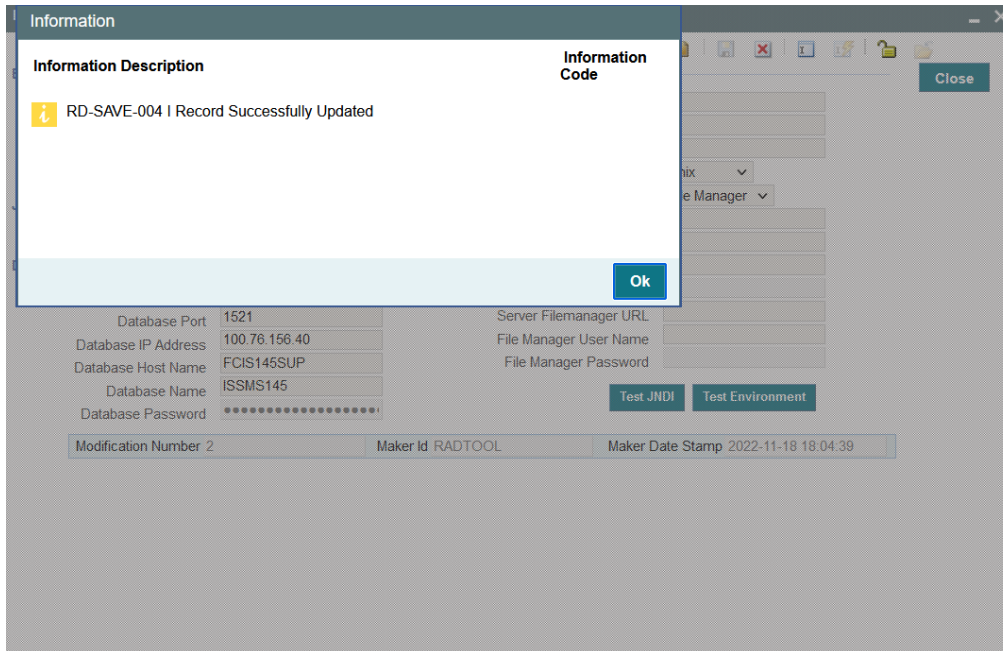 Information
Information Description
Information
Code
RD-SAVE-004 I Record Successfully Updated
Close
e Manager
Ok
Database Port 1521 Server Filemanager URL
Database IP Address 100.76.156.40 File Manager User Name
Database Host Name FCIS145SUP File Manager Password
Database Name ISSMS145 Test JNDI Test Environment
Database Password
Modification Number 2 Maker Id RADTOOL Maker Date Stamp 2022-11-18 18:04:39